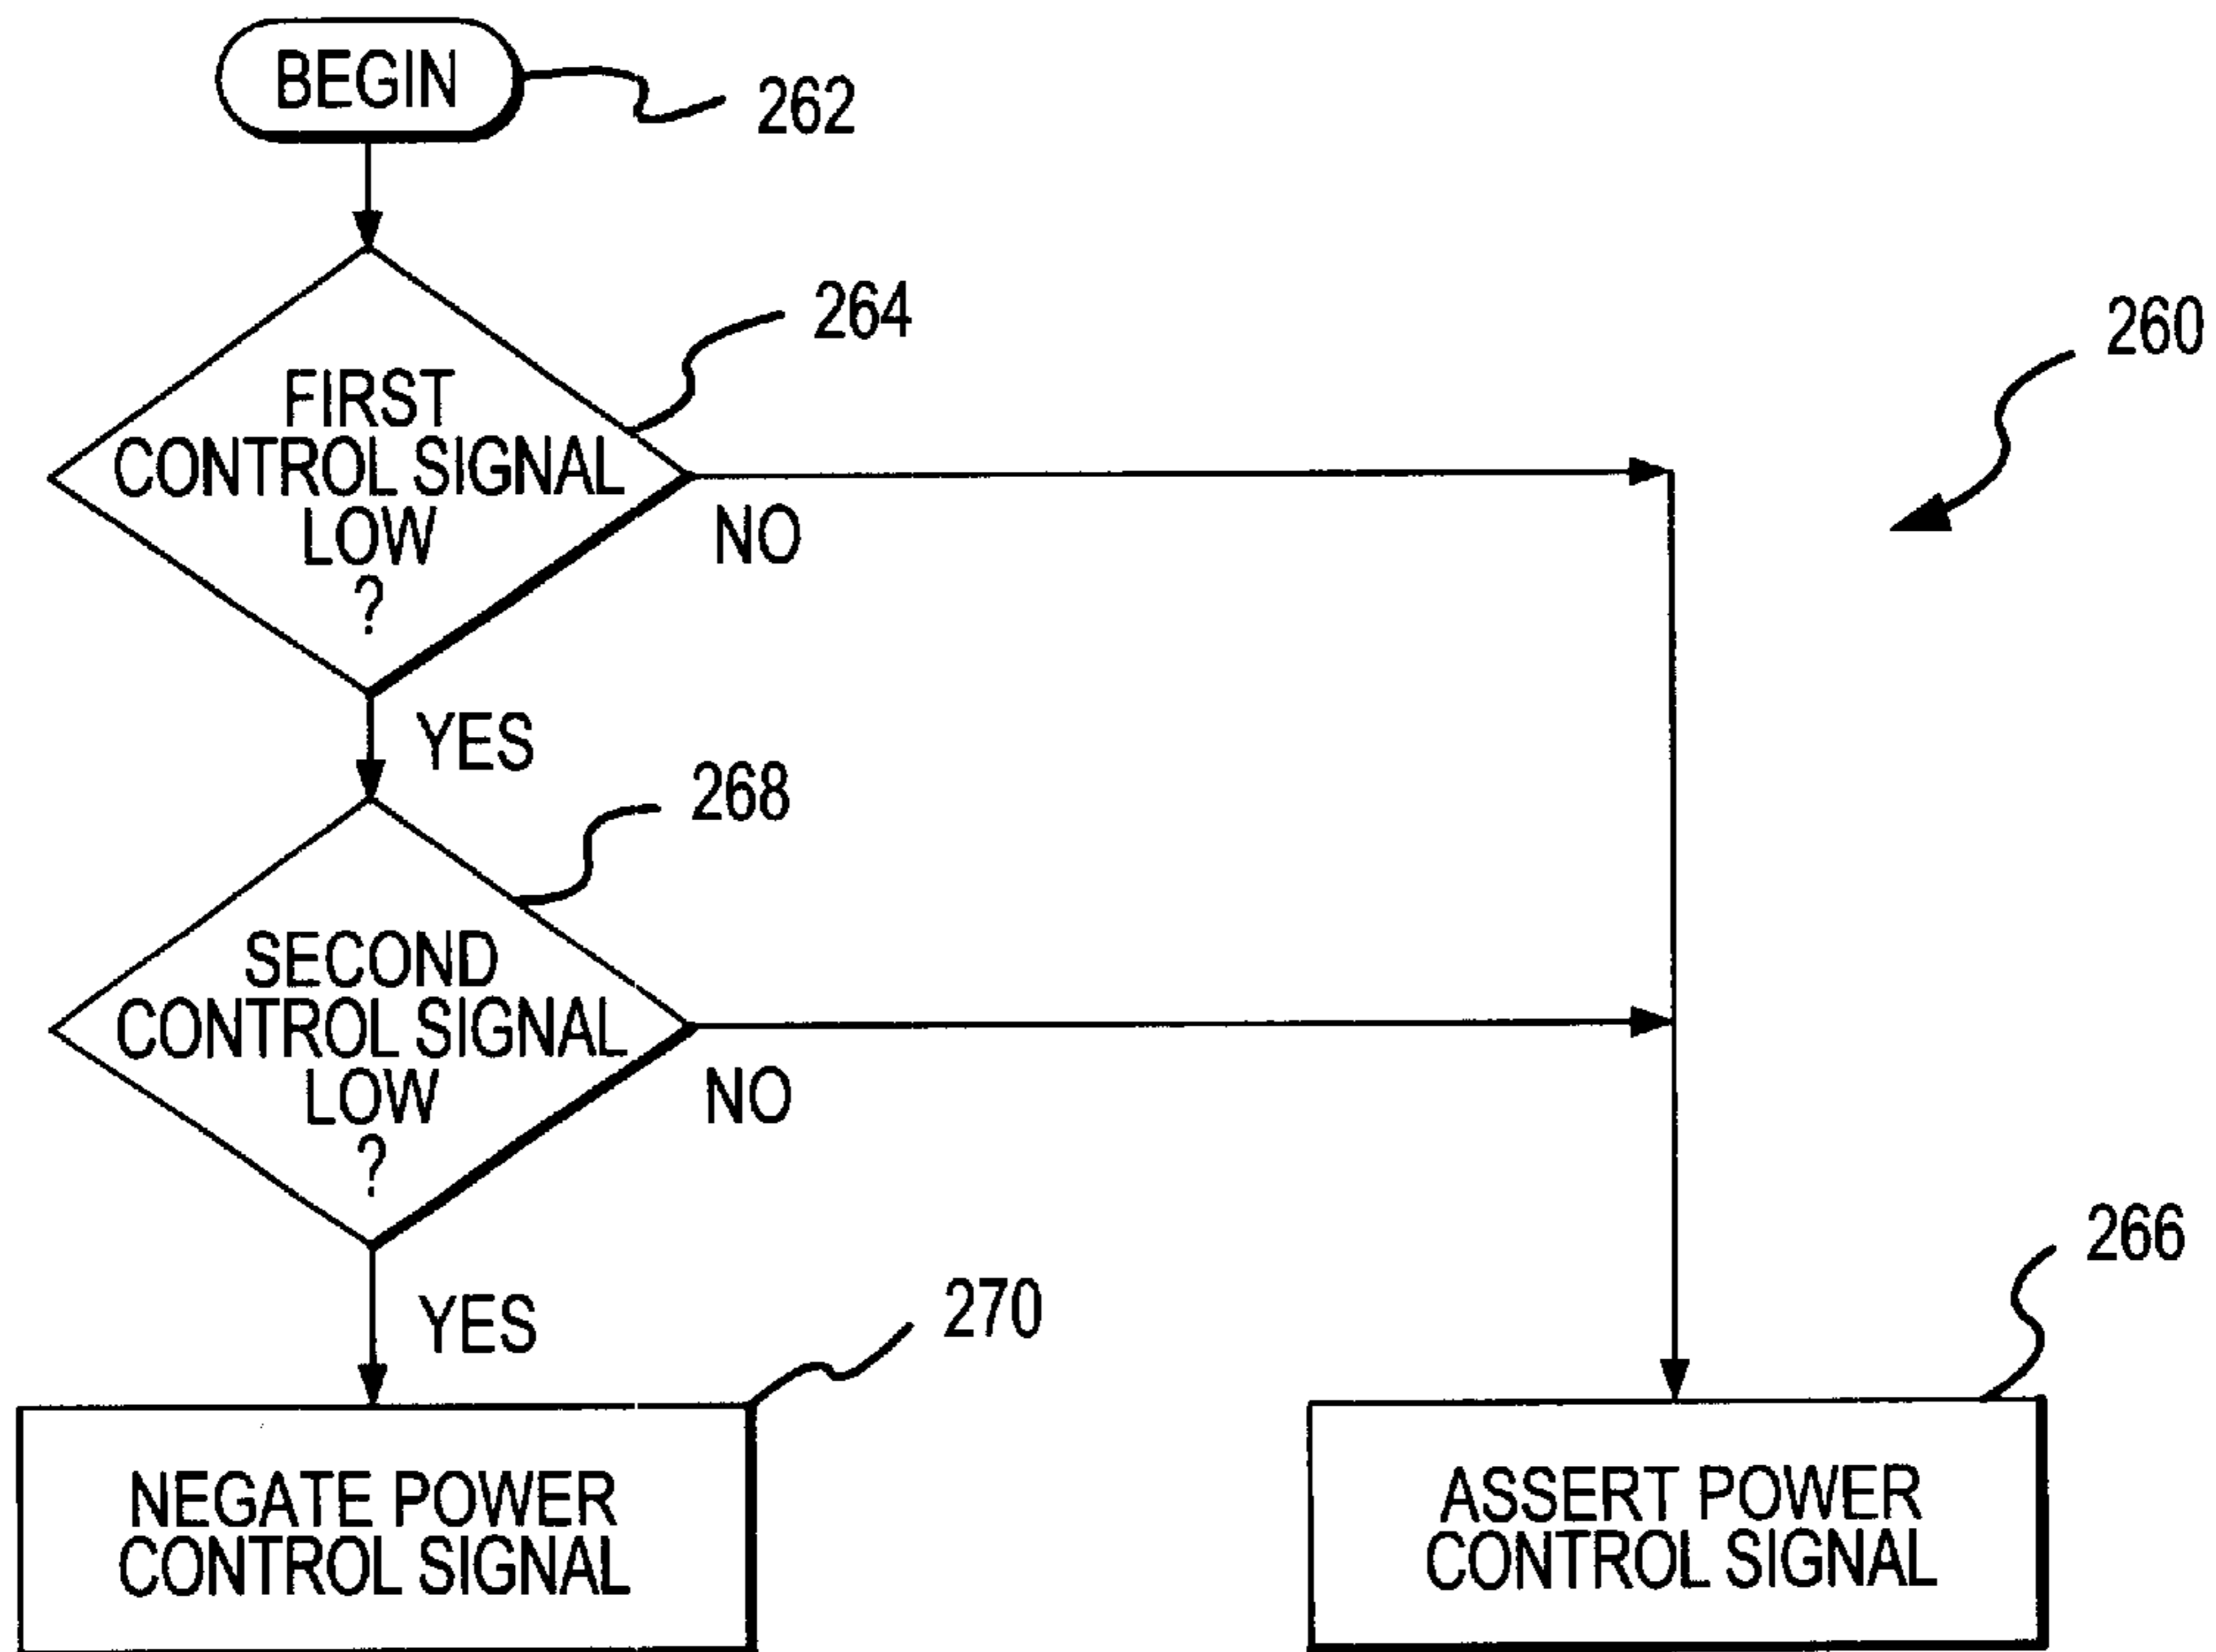 BEGIN
262
264
260
FIRST
CONTROL SIGNAL
LOW
?
NO
YES
268
SECOND
CONTROL SIGNAL
LOW
?
NO
YES
270
266
NEGATE POWER
CONTROL SIGNAL
ASSERT POWER
CONTROL SIGNAL